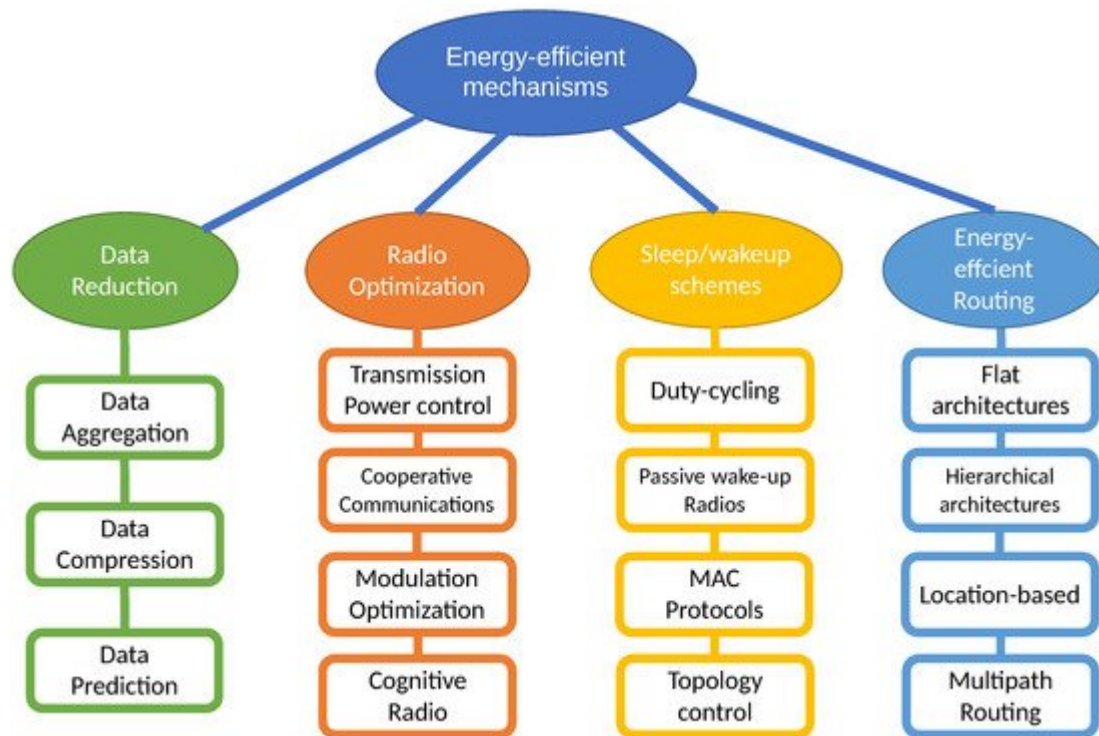 Energy-efficient
mechanisms
Data
Reduction
Radio
Optimization
Sleep/wakeup
schemes
Energy-
effcient
Routing
Data
Aggregation
Data
Compression
Data
Prediction
Transmission
Power control
Cooperative
Communications
Modulation
Optimization
Cognitive
Radio
Duty-cycling
Passive wake-up
Radios
MAC
Protocols
Topology
control
Flat
architectures
Hierarchical
architectures
Location-based
Multipath
Routing